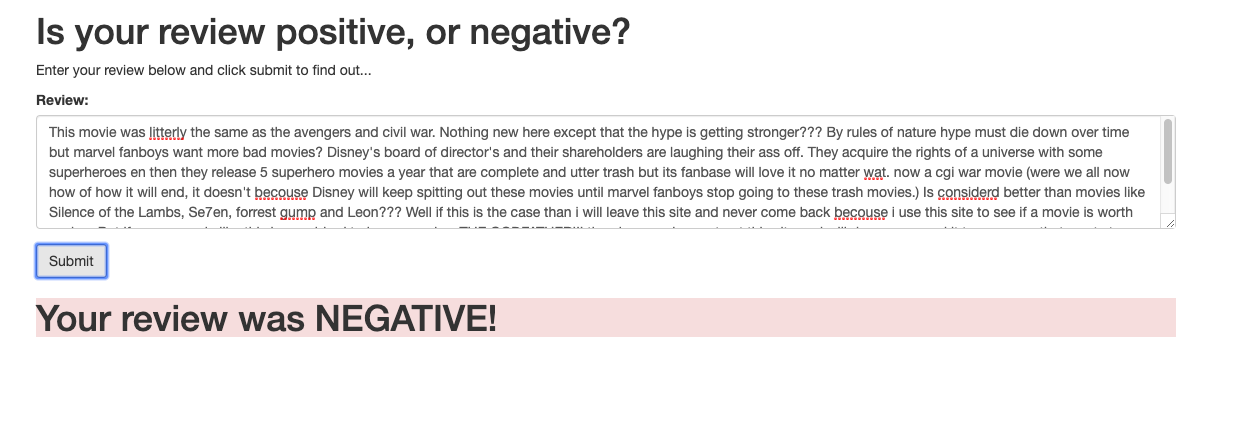 Is your review positive, or negative?
Enter your review below and click submit to find out...
Review:
This movie was litterly the same as the avengers and civil war. Nothing new here except that the hype is getting stronger??? By rules of nature hype must die down over time
but marvel fanboys want more bad movies? Disney's board of director's and their shareholders are laughing their ass off. They acquire the rights of a universe with some
superheroes en then they release 5 superhero movies a year that are complete and utter trash but its fanbase will love it no matter wat. now a cgi war movie (were we all now
how of how it will end, it doesn't becouse Disney will keep spitting out these movies until marvel fanboys stop going to these trash movies.) Is considerd better than movies like
Silence of the Lambs, Se7en, forrest gump and Leon??? Well if this is the case than i will leave this site and never come back becouse i use this site to see if a movie is worth
Submit
Your review was NEGATIVE!